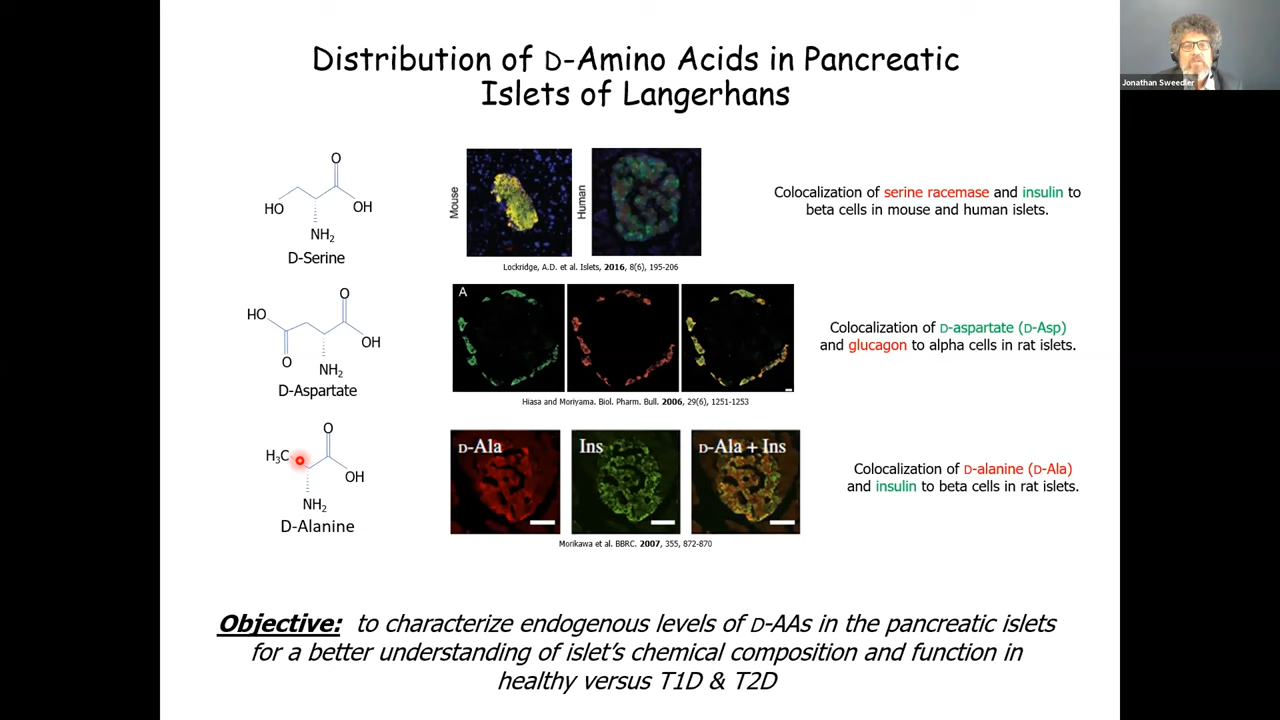 Distribution of D-Amino Acids in Pancreatic
Islets of Langerhans
Jonathan Sweedler
O
HO
OH
NH2
D-Serine
Mouse
Human
Colocalization of serine racemase and insulin to
beta cells in mouse and human islets.
Lockridge, A.D. et al. Islets, 2016, 8(6), 195-206
HO
O
OH
O
NH2
D-Aspartate
A
Colocalization of D-aspartate (D-Asp)
and glucagon to alpha cells in rat islets.
Hiasa and Moriyama. Biol. Pharm. Bull. 2006, 29(6), 1251-1253
O
H3C
OH
NH2
D-Alanine
D-Ala
Ins
D-Ala + Ins
Colocalization of D-alanine (D-Ala)
and insulin to beta cells in rat islets.
Morikawa et al. BBRC. 2007, 355, 872-870
Objective: to characterize endogenous levels of D-AAs in the pancreatic islets
for a better understanding of islet's chemical composition and function in
healthy versus T1D & T2D